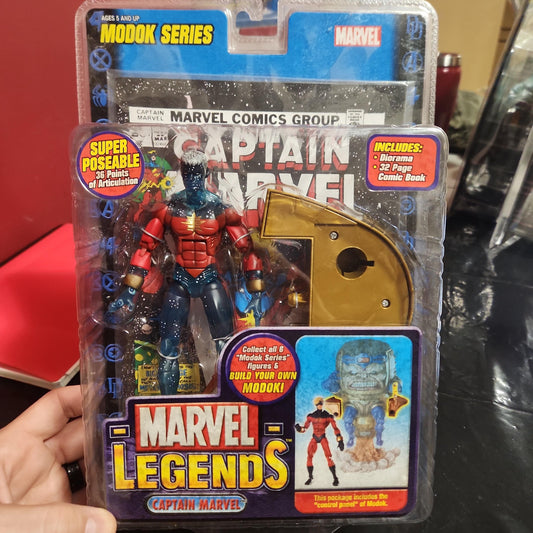 AGES 5 AND UP
MODOK SERIES
MARVEL
CAPTAIN MARVEL
MARVEL COMICS GROUP
CAPTAIN
MARVEL
SUPER
POSEABLE
36 Points
of Articulation
INCLUDES:
• Diorama
• 32 Page
Comic Book
Collect all 8
"Modok Series"
figures &
BUILD YOUR OWN
MODOK!
MARVEL
LEGENDS™
CAPTAIN MARVEL
This package includes the
"control panel" of Modok.